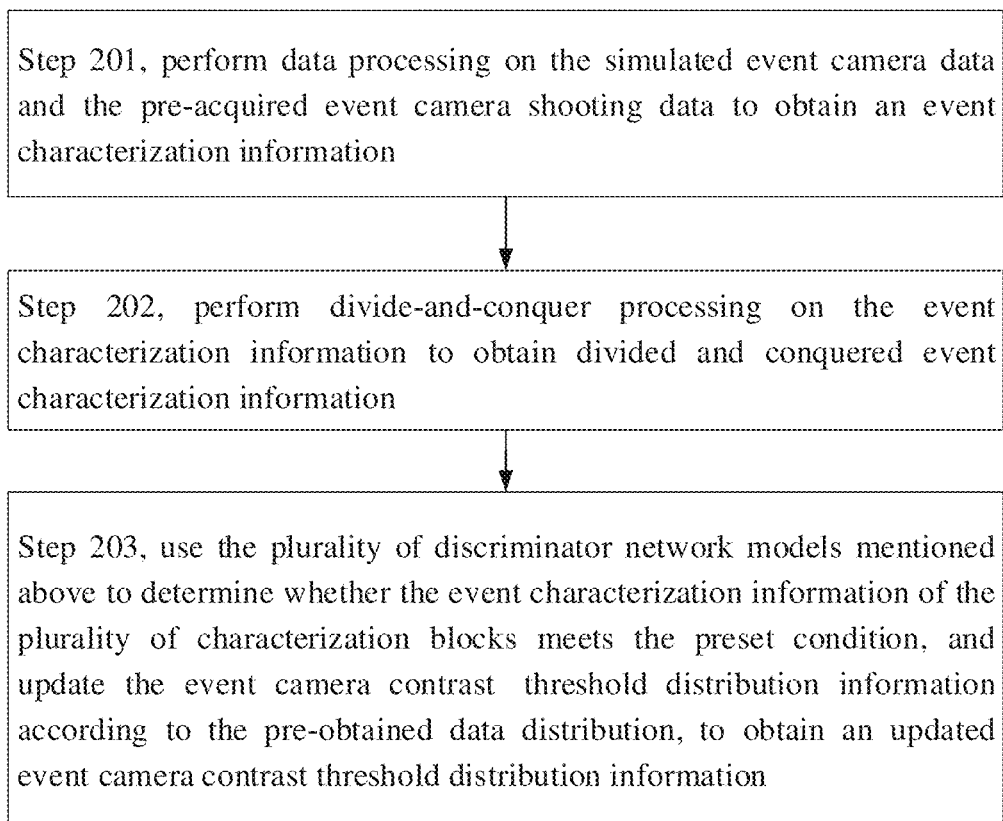 Step 201, perform data processing on the simulated event camera data
and the pre-acquired event camera shooting data to obtain an event
characterization information
Step 202, perform divide-and-conquer processing on the event
characterization information to obtain divided and conquered event
characterization information
Step 203, use the plurality of discriminator network models mentioned
above to determine whether the event characterization information of the
plurality of characterization blocks meets the preset condition, and
update the event camera contrast threshold distribution information
according to the pre-obtained data distribution, to obtain an updated
event camera contrast threshold distribution information